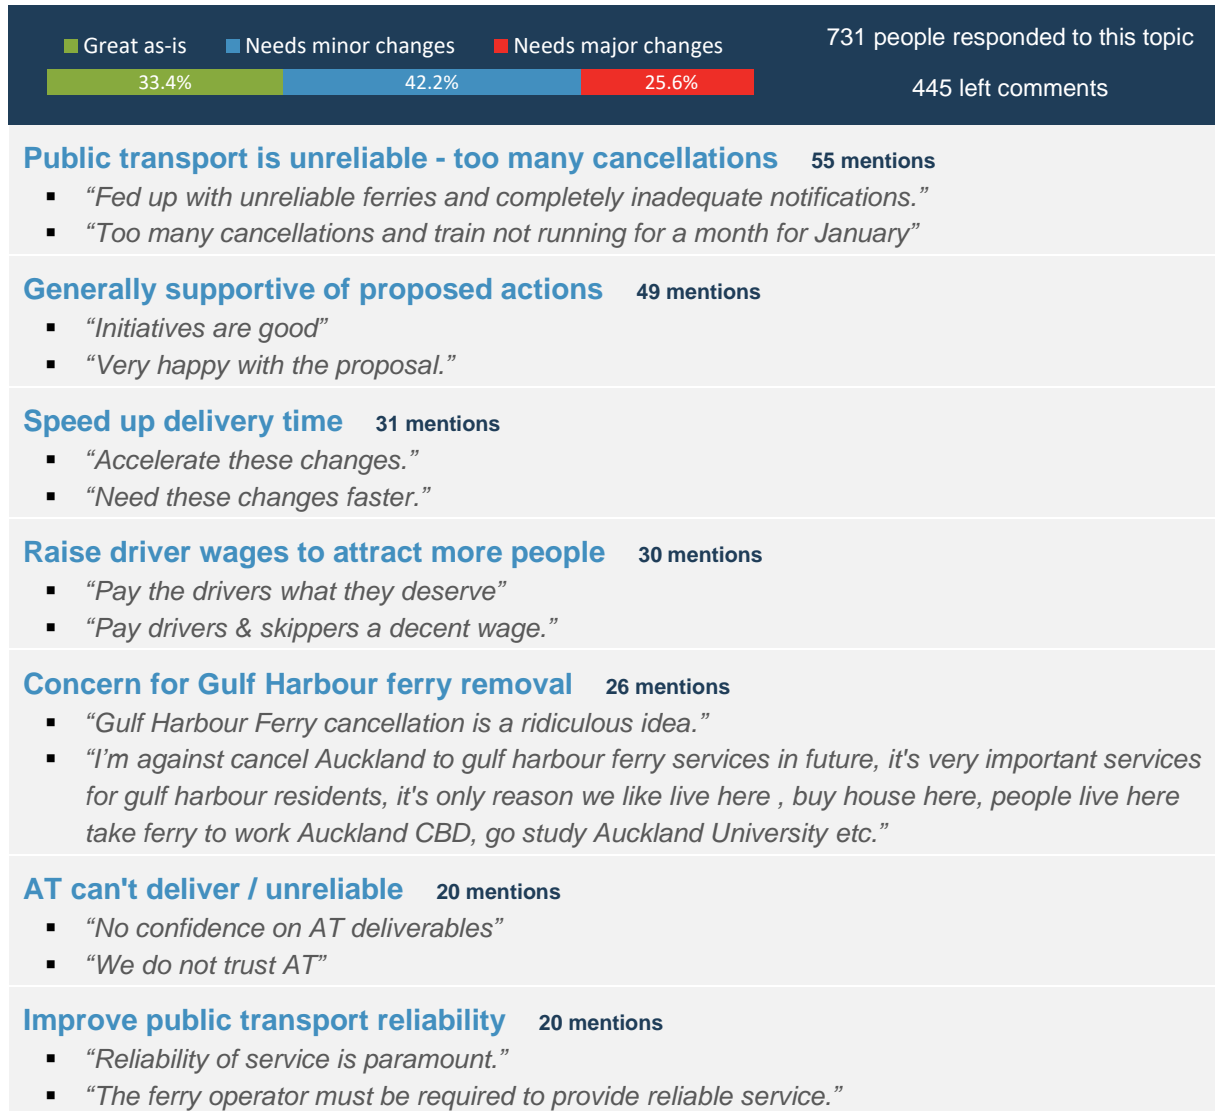 Great as-is Needs minor changes Needs major changes
33.4% 42.2% 25.6%
731 people responded to this topic
445 left comments
Public transport is unreliable - too many cancellations 55 mentions
▪ “Fed up with unreliable ferries and completely inadequate notifications.”
▪ “Too many cancellations and train not running for a month for January”
Generally supportive of proposed actions 49 mentions
▪ “Initiatives are good”
▪ “Very happy with the proposal.”
Speed up delivery time 31 mentions
▪ “Accelerate these changes.”
▪ “Need these changes faster.”
Raise driver wages to attract more people 30 mentions
▪ “Pay the drivers what they deserve”
▪ “Pay drivers & skippers a decent wage.”
Concern for Gulf Harbour ferry removal 26 mentions
▪ “Gulf Harbour Ferry cancellation is a ridiculous idea.”
▪ “I’m against cancel Auckland to gulf harbour ferry services in future, it's very important services
for gulf harbour residents, it's only reason we like live here , buy house here, people live here
take ferry to work Auckland CBD, go study Auckland University etc.”
AT can't deliver / unreliable 20 mentions
▪ “No confidence on AT deliverables”
▪ “We do not trust AT”
Improve public transport reliability 20 mentions
▪ “Reliability of service is paramount.”
▪ “The ferry operator must be required to provide reliable service.”